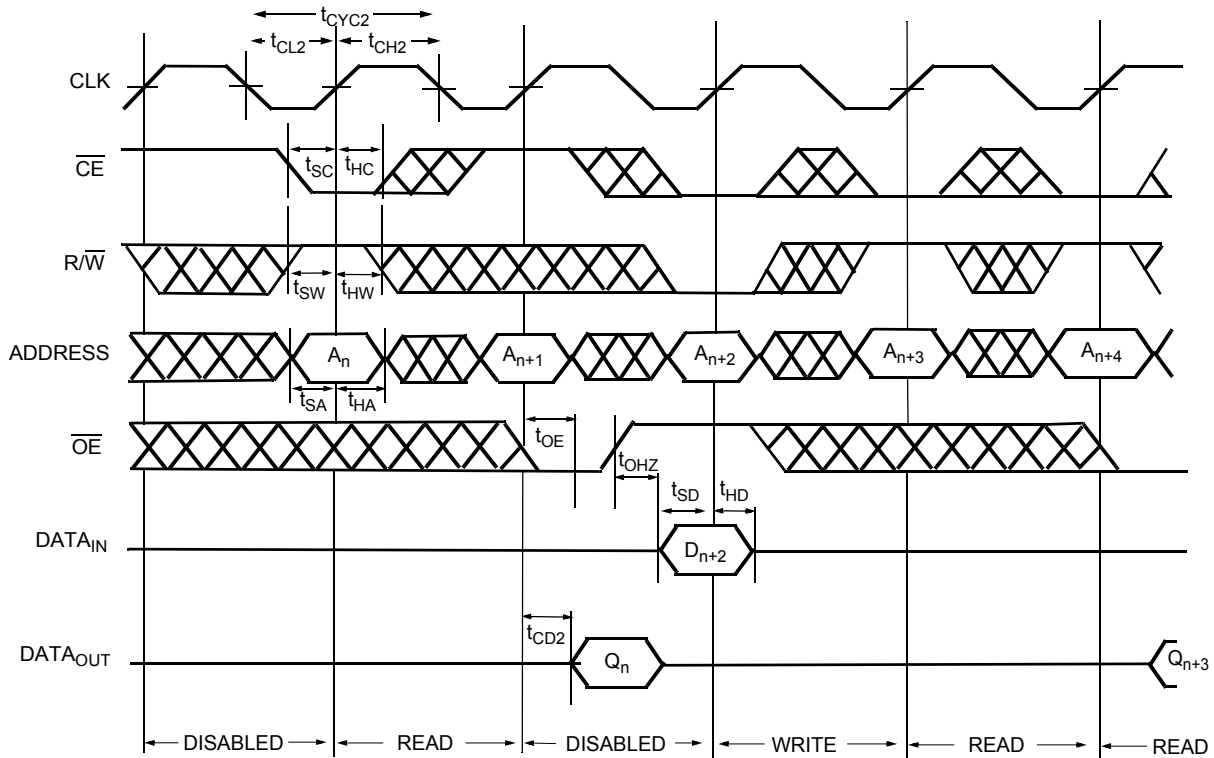 tCYC2
tCL2 tCH2
CLK
CE
tSC tHC
R/W
tSW tHW
ADDRESS An An+1 An+2 An+3 An+4
tSA tHA
OE
tOE
tOHZ
tSD tHD
DATAIN Dn+2
tCD2
DATAOUT Qn Qn+3
DISABLED READ DISABLED WRITE READ READ